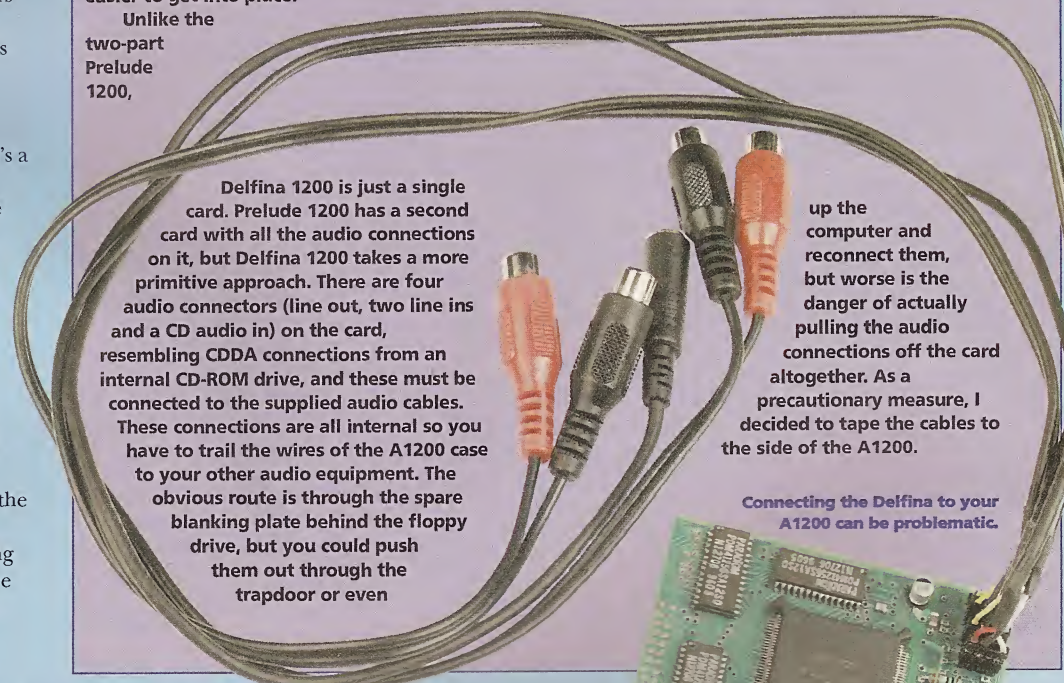 Unlike the
two-part
Prelude
1200,
Delfina 1200 is just a single
card. Prelude 1200 has a second
card with all the audio connections
on it, but Delfina 1200 takes a more
primitive approach. There are four
audio connectors (line out, two line ins
and a CD audio in) on the card,
resembling CDDA connections from an
internal CD-ROM drive, and these must be
connected to the supplied audio cables.
These connections are all internal so you
have to trail the wires of the A1200 case
to your other audio equipment. The
obvious route is through the spare
blanking plate behind the floppy
drive, but you could push
them out through the
trapdoor or even
up the
computer and
reconnect them,
but worse is the
danger of actually
pulling the audio
connections off the card
altogether. As a
precautionary measure, I
decided to tape the cables to
the side of the A1200.
Connecting the Delfina to your
A1200 can be problematic.
's a
the